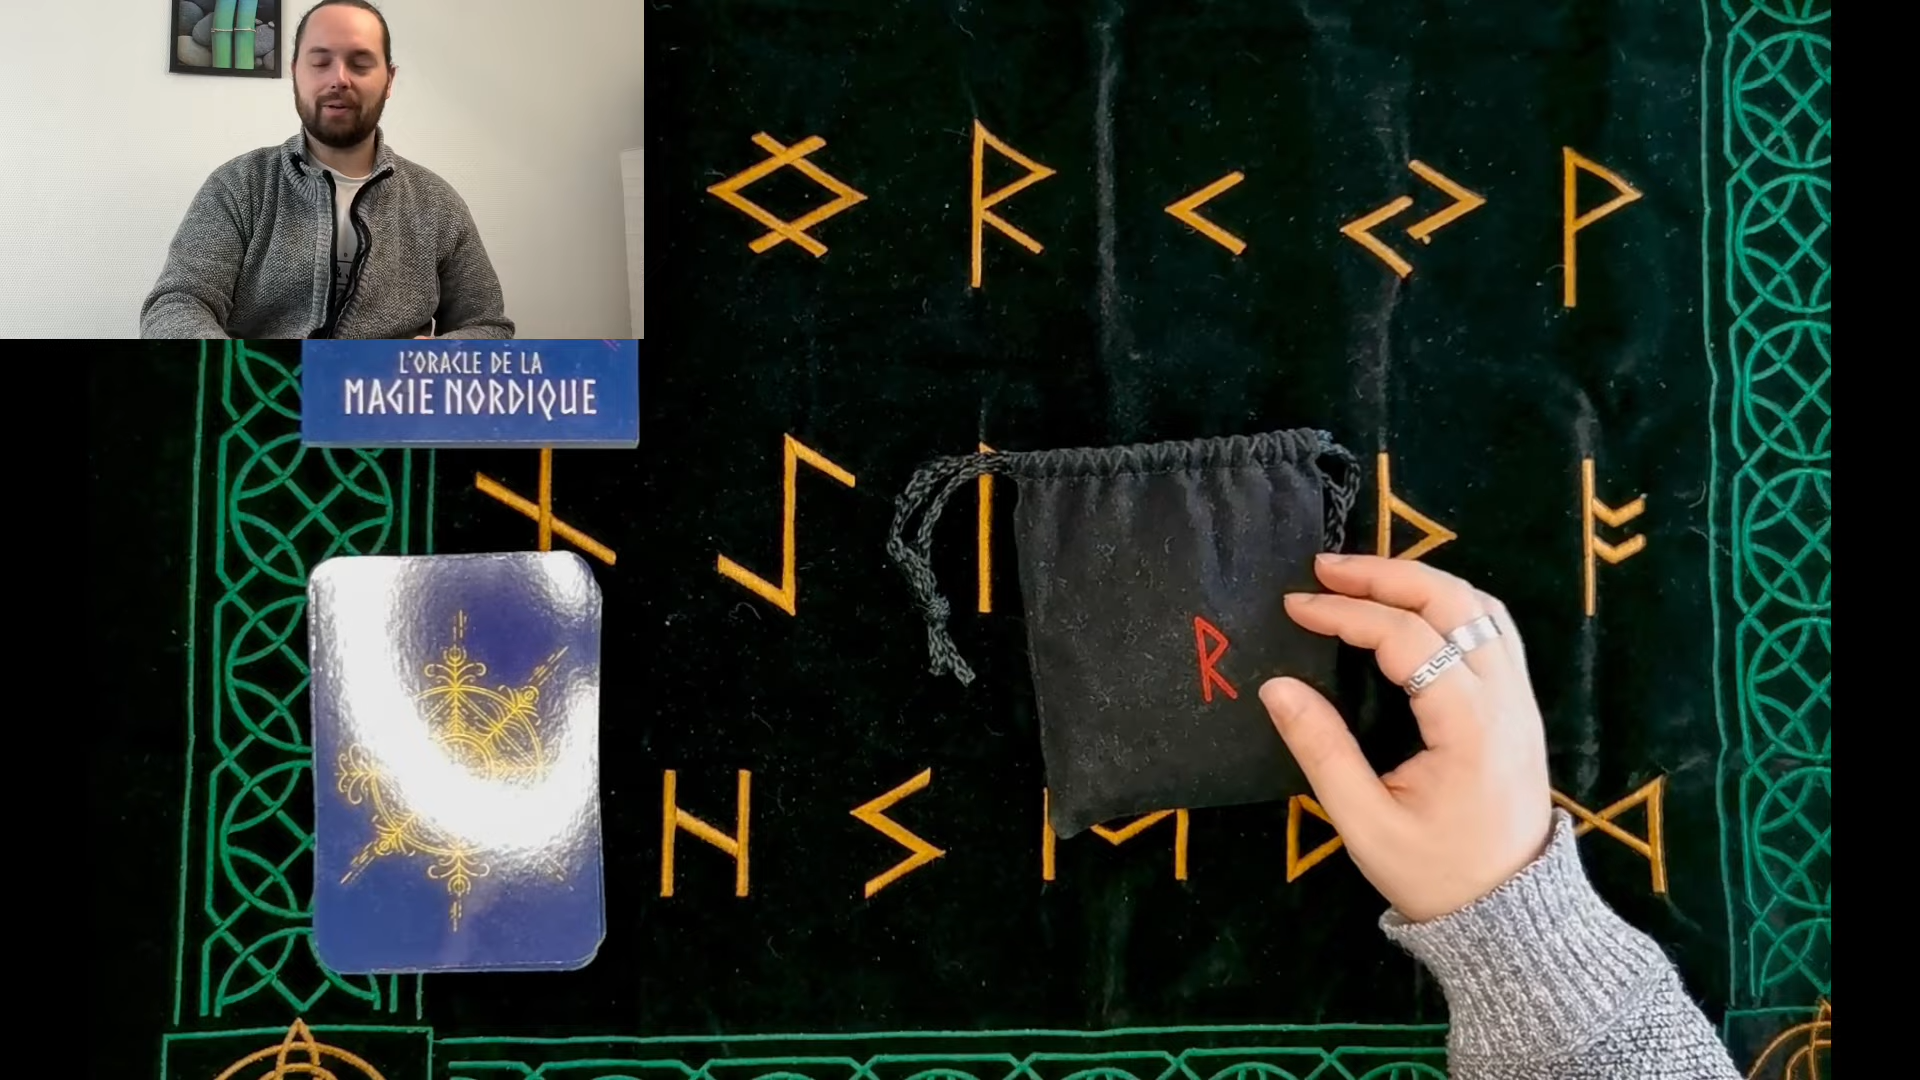 ᛝ ᚱ ᚲ ᛃ ᚹ
L'ORACLE DE LA
MAGIE NORDIQUE
ᚾ ᛇ ᛁ ᚦ ᚨ
ᚱ
ᚺ ᛊ ᛖ ᛗ